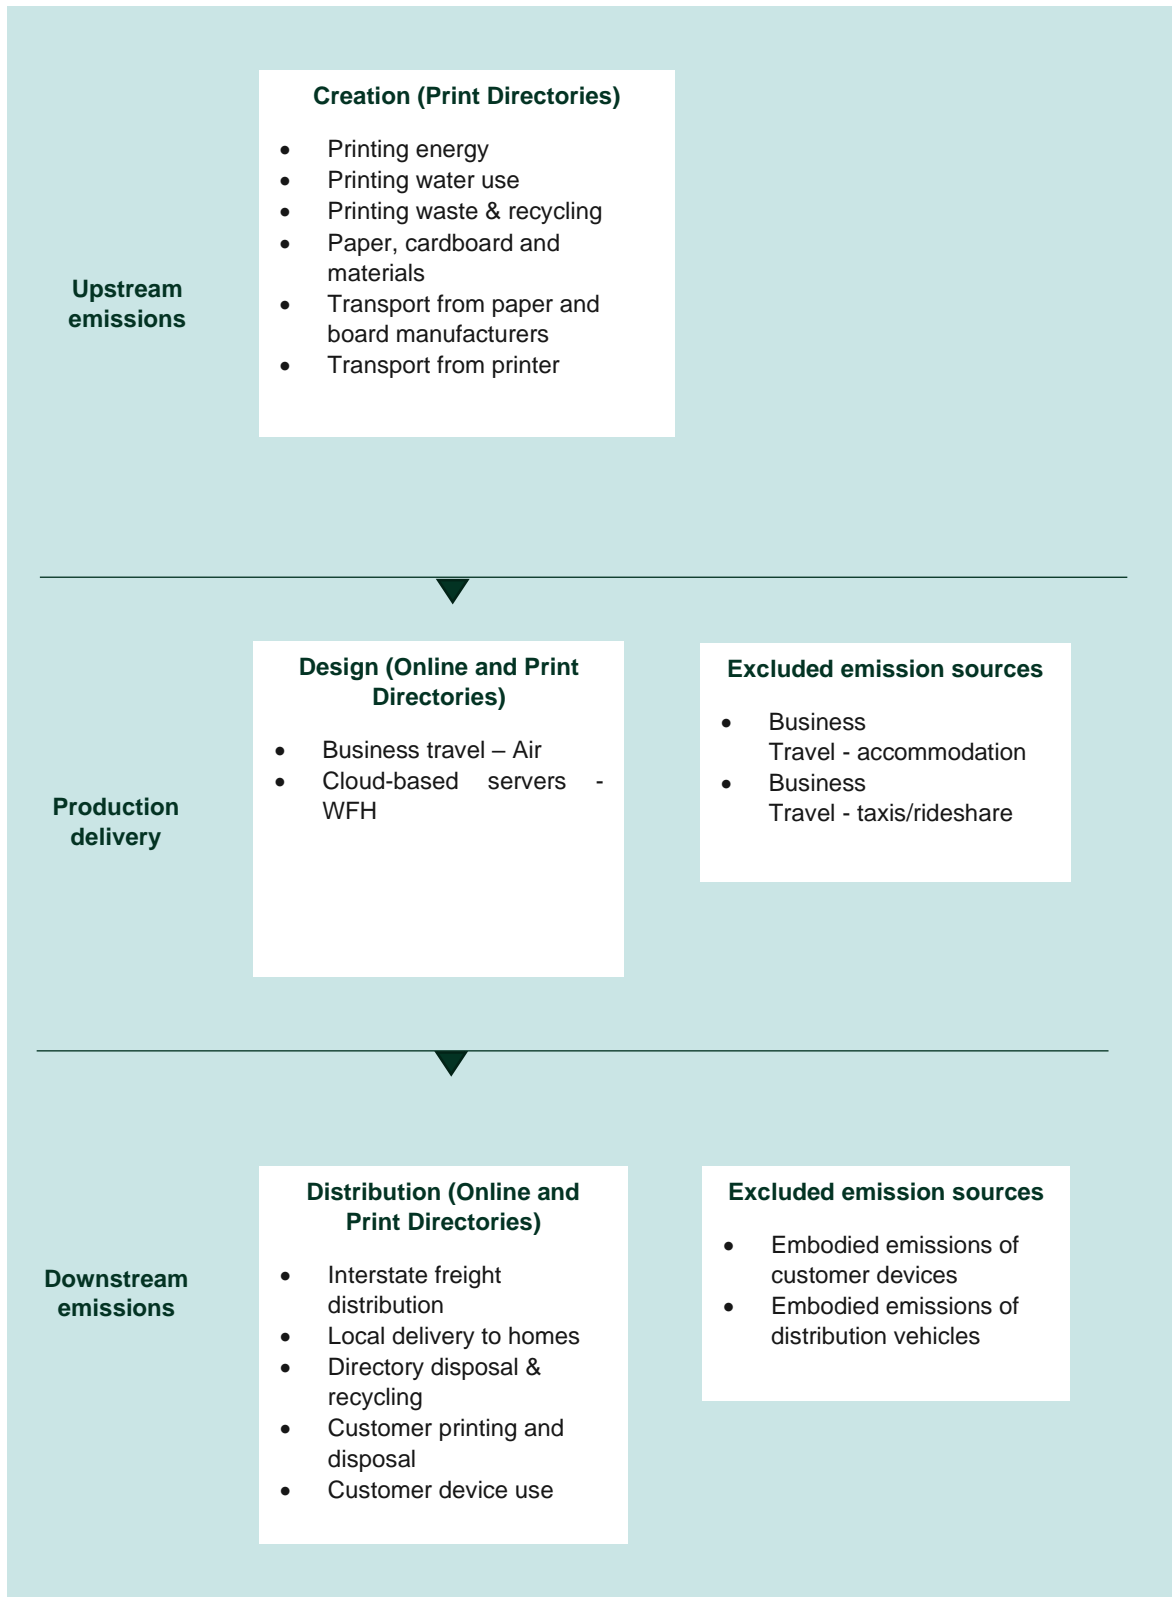 Creation (Print Directories)
• Printing energy
• Printing water use
• Printing waste & recycling
• Paper, cardboard and
materials
• Transport from paper and
board manufacturers
• Transport from printer
Upstream
emissions
Design (Online and Print
Directories)
• Business travel – Air
• Cloud-based servers -
WFH
Excluded emission sources
• Business
Travel - accommodation
• Business
Travel - taxis/rideshare
Production
delivery
Distribution (Online and
Print Directories)
• Interstate freight
distribution
• Local delivery to homes
• Directory disposal &
recycling
• Customer printing and
disposal
• Customer device use
Excluded emission sources
• Embodied emissions of
customer devices
• Embodied emissions of
distribution vehicles
Downstream
emissions